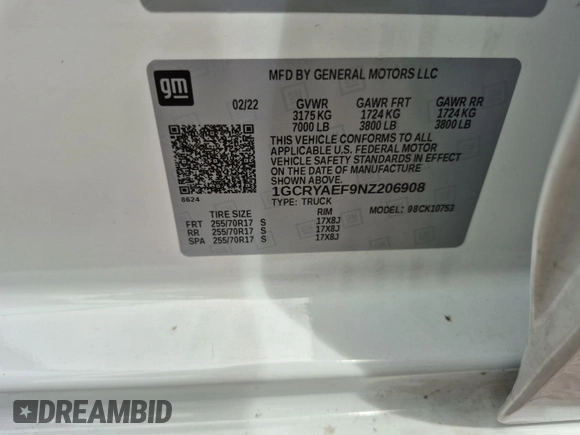 gm
MFD BY GENERAL MOTORS LLC
02/22 GVWR GAWR FRT GAWR RR
3175 KG 1724 KG 1724 KG
7000 LB 3800 LB 3800 LB
THIS VEHICLE CONFORMS TO ALL
APPLICABLE U.S. FEDERAL MOTOR
VEHICLE SAFETY STANDARDS IN EFFECT ON
THE DATE OF MANUFACTURE SHOWN ABOVE.
1GCRYAEF9NZ206908
8624 TYPE: TRUCK MODEL: 98CK10753
TIRE SIZE RIM
FRT 255/70R17 S 17X8J
RR 255/70R17 S 17X8J
SPA 255/70R17 S 17X8J
DREAMBID